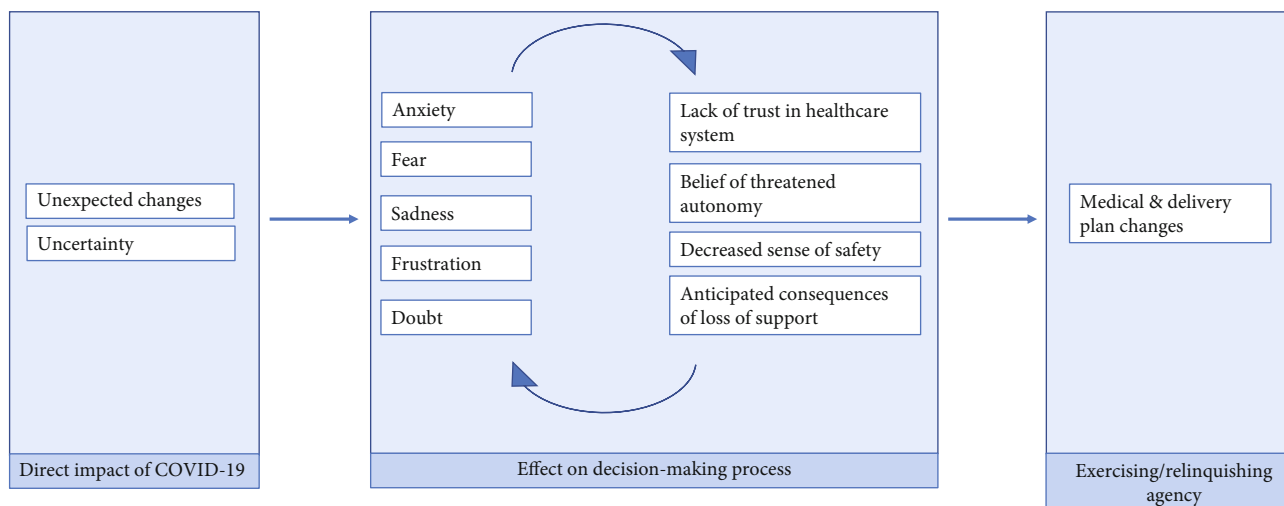 Unexpected changes
Uncertainty
Direct impact of COVID-19
Anxiety
Fear
Sadness
Frustration
Doubt
Lack of trust in healthcare
system
Belief of threatened
autonomy
Decreased sense of safety
Anticipated consequences
of loss of support
Effect on decision-making process
Medical & delivery
plan changes
Exercising/relinquishing
agency